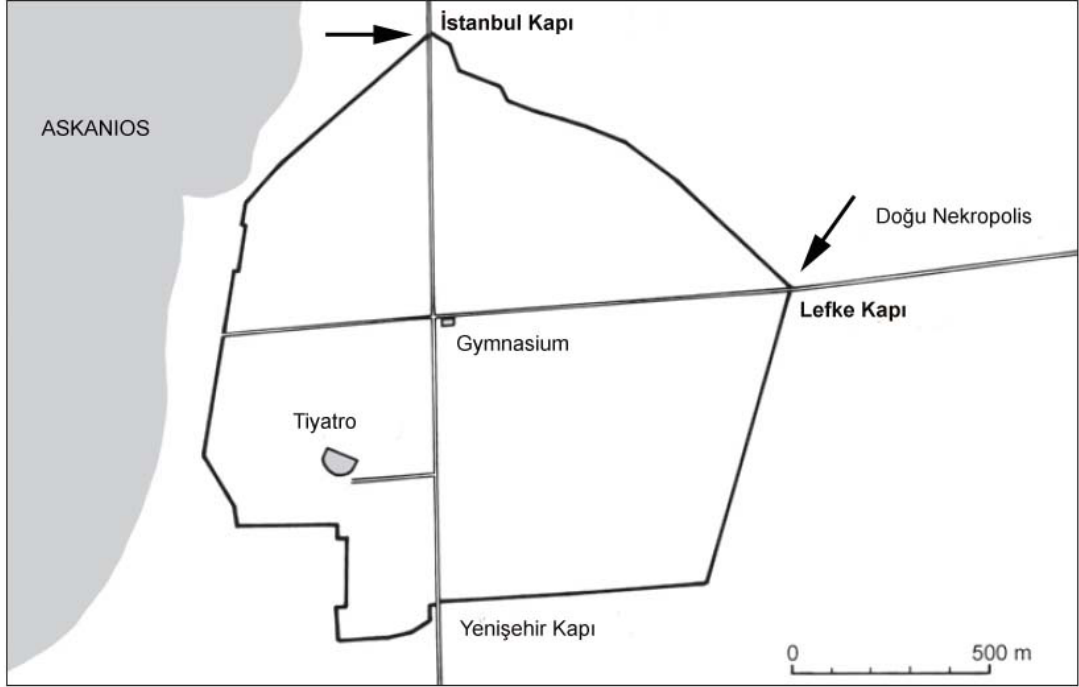 İstanbul Kapı
ASKANIOS
Doğu Nekropolis
Lefke Kapı
Gymnasium
Tiyatro
Yenişehir Kapı
0 500 m